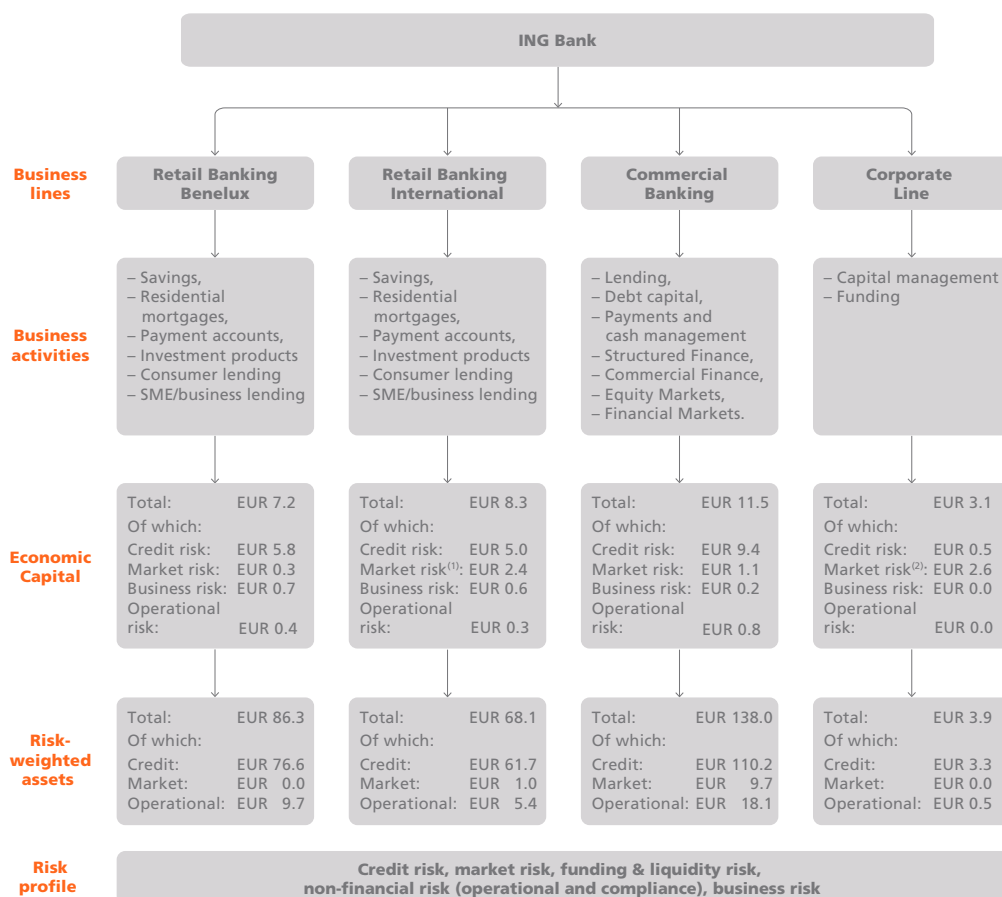 ING Bank
Business
lines
Retail Banking
Benelux
Retail Banking
International
Commercial
Banking
Corporate
Line
Business
activities
– Savings,
– Residential
mortgages,
– Payment accounts,
– Investment products
– Consumer lending
– SME/business lending
– Savings,
– Residential
mortgages,
– Payment accounts,
– Investment products
– Consumer lending
– SME/business lending
– Lending,
– Debt capital,
– Payments and
cash management
– Structured Finance,
– Commercial Finance,
– Equity Markets,
– Financial Markets.
– Capital management
– Funding
Economic
Capital
Total: EUR 7.2
Of which:
Credit risk: EUR 5.8
Market risk: EUR 0.3
Business risk: EUR 0.7
Operational
risk: EUR 0.4
Total: EUR 8.3
Of which:
Credit risk: EUR 5.0
Market risk(1): EUR 2.4
Business risk: EUR 0.6
Operational
risk: EUR 0.3
Total: EUR 11.5
Of which:
Credit risk: EUR 9.4
Market risk: EUR 1.1
Business risk: EUR 0.2
Operational
risk: EUR 0.8
Total: EUR 3.1
Of which:
Credit risk: EUR 0.5
Market risk(2): EUR 2.6
Business risk: EUR 0.0
Operational
risk: EUR 0.0
Risk-
weighted
assets
Total: EUR 86.3
Of which:
Credit: EUR 76.6
Market: EUR 0.0
Operational: EUR 9.7
Total: EUR 68.1
Of which:
Credit: EUR 61.7
Market: EUR 1.0
Operational: EUR 5.4
Total: EUR 138.0
Of which:
Credit: EUR 110.2
Market: EUR 9.7
Operational: EUR 18.1
Total: EUR 3.9
Of which:
Credit: EUR 3.3
Market: EUR 0.0
Operational: EUR 0.5
Risk
profile
Credit risk, market risk, funding & liquidity risk,
non-financial risk (operational and compliance), business risk